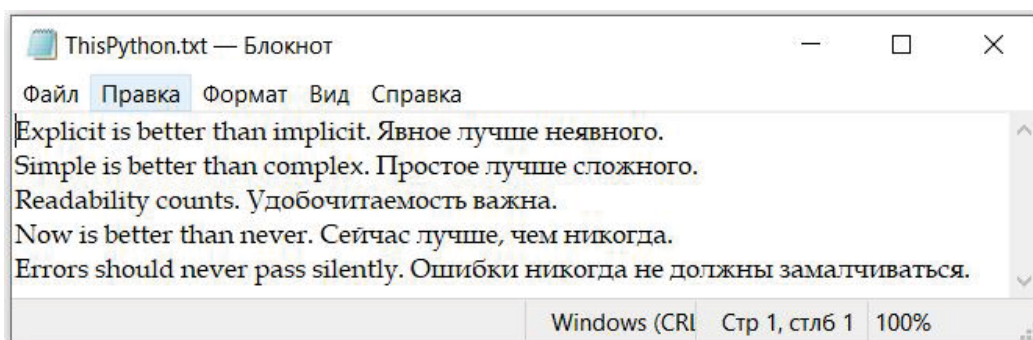 ThisPython.txt — Блокнот
Файл Правка Формат Вид Справка
Explicit is better than implicit. Явное лучше неявного.
Simple is better than complex. Простое лучше сложного.
Readability counts. Удобочитаемость важна.
Now is better than never. Сейчас лучше, чем никогда.
Errors should never pass silently. Ошибки никогда не должны замалчиваться.
Windows (CRL Стр 1, стлб 1 100%